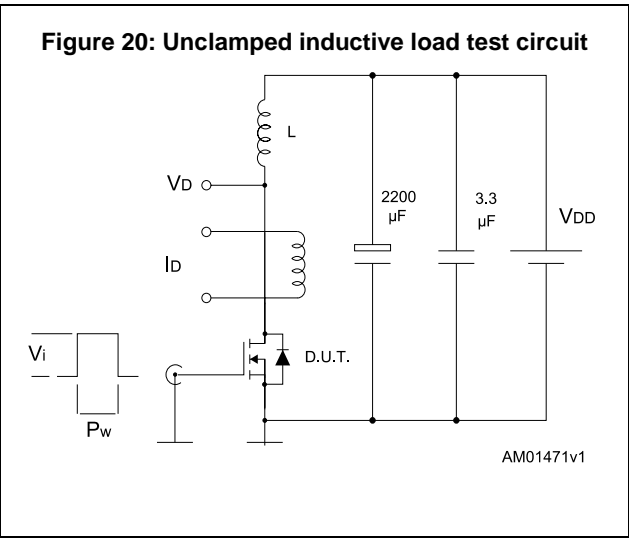 Figure 20: Unclamped inductive load test circuit
L
VD
2200
µF
3.3
µF
VDD
ID
Vi
D.U.T.
Pw
AM01471v1